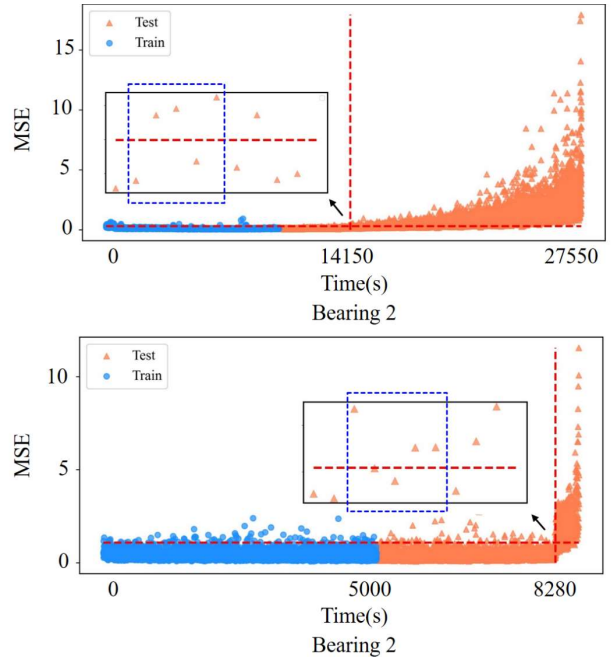 Test
Train
15
10
5
0
MSE
0 14150 27550
Time(s)
Bearing 2
Test
Train
10
5
0
MSE
0 5000 8280
Time(s)
Bearing 2